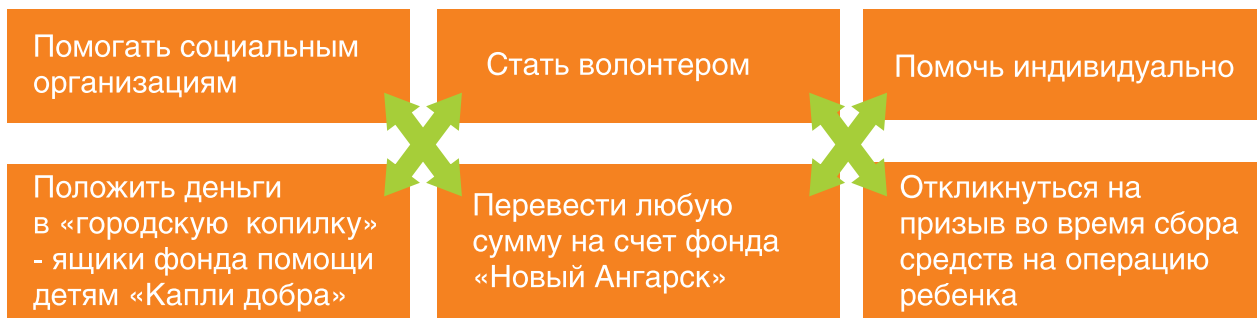 Помогать социальным
организациям
Стать волонтером
Помочь индивидуально
Положить деньги
в «городскую копилку»
- ящики фонда помощи
детям «Капли добра»
Перевести любую
сумму на счет фонда
«Новый Ангарск»
Откликнуться на
призыв во время сбора
средств на операцию
ребенка